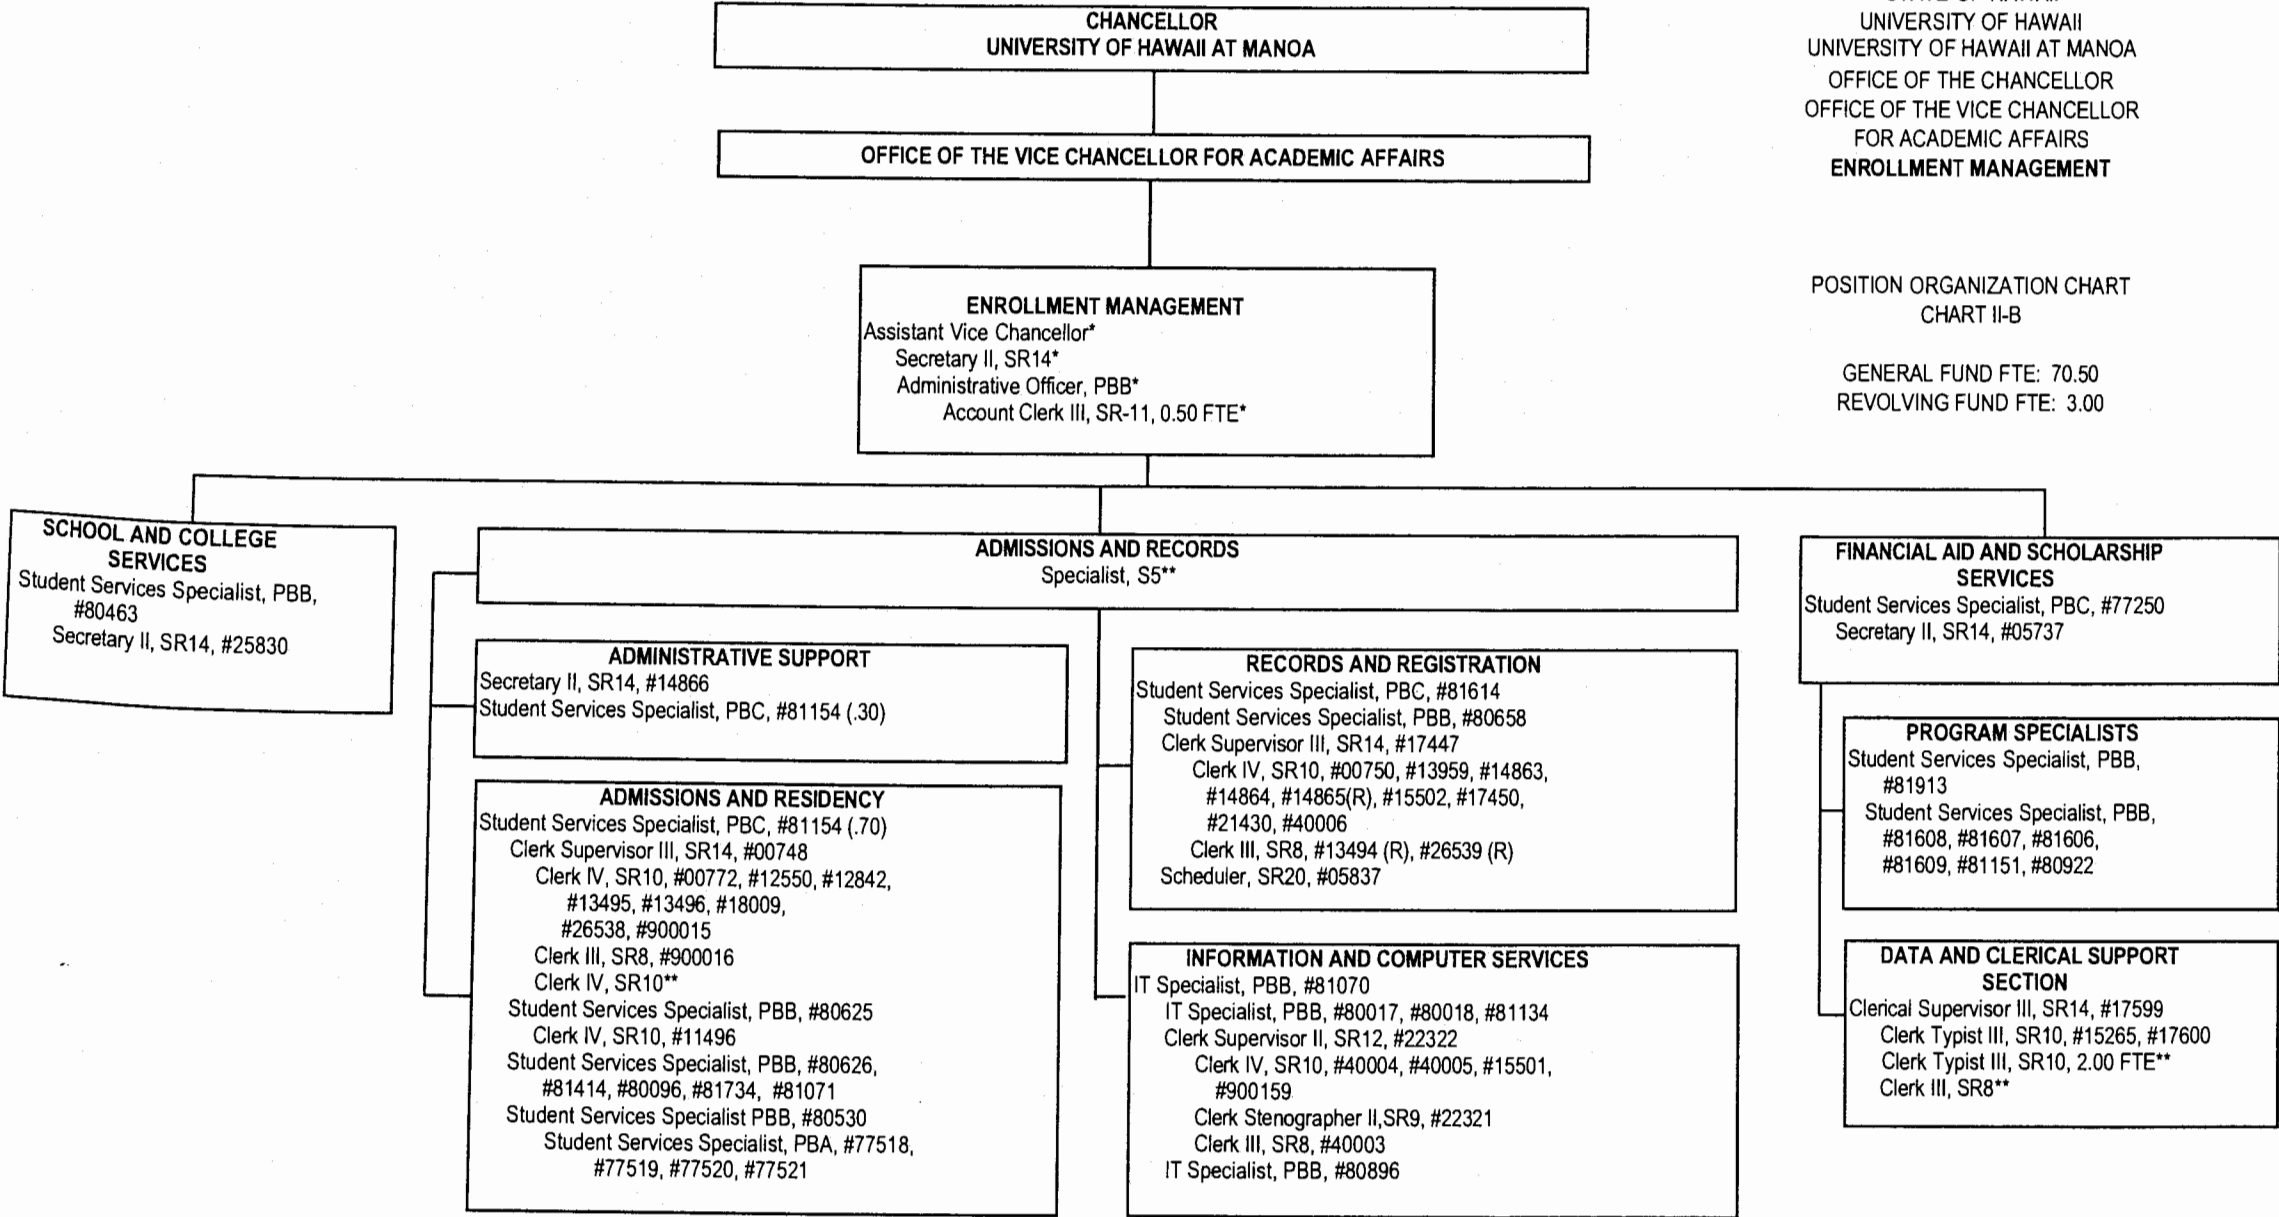 CHANCELLOR
UNIVERSITY OF HAWAII AT MANOA
OFFICE OF THE VICE CHANCELLOR FOR ACADEMIC AFFAIRS
UNIVERSITY OF HAWAII
UNIVERSITY OF HAWAII AT MANOA
OFFICE OF THE CHANCELLOR
OFFICE OF THE VICE CHANCELLOR
FOR ACADEMIC AFFAIRS
ENROLLMENT MANAGEMENT
POSITION ORGANIZATION CHART
CHART II-B
GENERAL FUND FTE: 70.50
REVOLVING FUND FTE: 3.00
ENROLLMENT MANAGEMENT
Assistant Vice Chancellor*
Secretary II, SR14*
Administrative Officer, PBB*
Account Clerk III, SR-11, 0.50 FTE*
SCHOOL AND COLLEGE
SERVICES
Student Services Specialist, PBB,
#80463
Secretary II, SR14, #25830
ADMISSIONS AND RECORDS
Specialist, S5**
ADMINISTRATIVE SUPPORT
Secretary II, SR14, #14866
Student Services Specialist, PBC, #81154 (.30)
ADMISSIONS AND RESIDENCY
Student Services Specialist, PBC, #81154 (.70)
Clerk Supervisor III, SR14, #00748
Clerk IV, SR10, #00772, #12550, #12842,
#13495, #13496, #18009,
#26538, #900015
Clerk III, SR8, #900016
Clerk IV, SR10**
Student Services Specialist, PBB, #80625
Clerk IV, SR10, #11496
Student Services Specialist, PBB, #80626,
#81414, #80096, #81734, #81071
Student Services Specialist PBB, #80530
Student Services Specialist, PBA, #77518,
#77519, #77520, #77521
RECORDS AND REGISTRATION
Student Services Specialist, PBC, #81614
Student Services Specialist, PBB, #80658
Clerk Supervisor III, SR14, #17447
Clerk IV, SR10, #00750, #13959, #14863,
#14864, #14865(R), #15502, #17450,
#21430, #40006
Clerk III, SR8, #13494 (R), #26539 (R)
Scheduler, SR20, #05837
INFORMATION AND COMPUTER SERVICES
IT Specialist, PBB, #81070
IT Specialist, PBB, #80017, #80018, #81134
Clerk Supervisor II, SR12, #22322
Clerk IV, SR10, #40004, #40005, #15501,
#900159
Clerk Stenographer II,SR9, #22321
Clerk III, SR8, #40003
IT Specialist, PBB, #80896
FINANCIAL AID AND SCHOLARSHIP
SERVICES
Student Services Specialist, PBC, #77250
Secretary II, SR14, #05737
PROGRAM SPECIALISTS
Student Services Specialist, PBB,
#81913
Student Services Specialist, PBB,
#81608, #81607, #81606,
#81609, #81151, #80922
DATA AND CLERICAL SUPPORT
SECTION
Clerical Supervisor III, SR14, #17599
Clerk Typist III, SR10, #15265, #17600
Clerk Typist III, SR10, 2.00 FTE**
Clerk III, SR8**